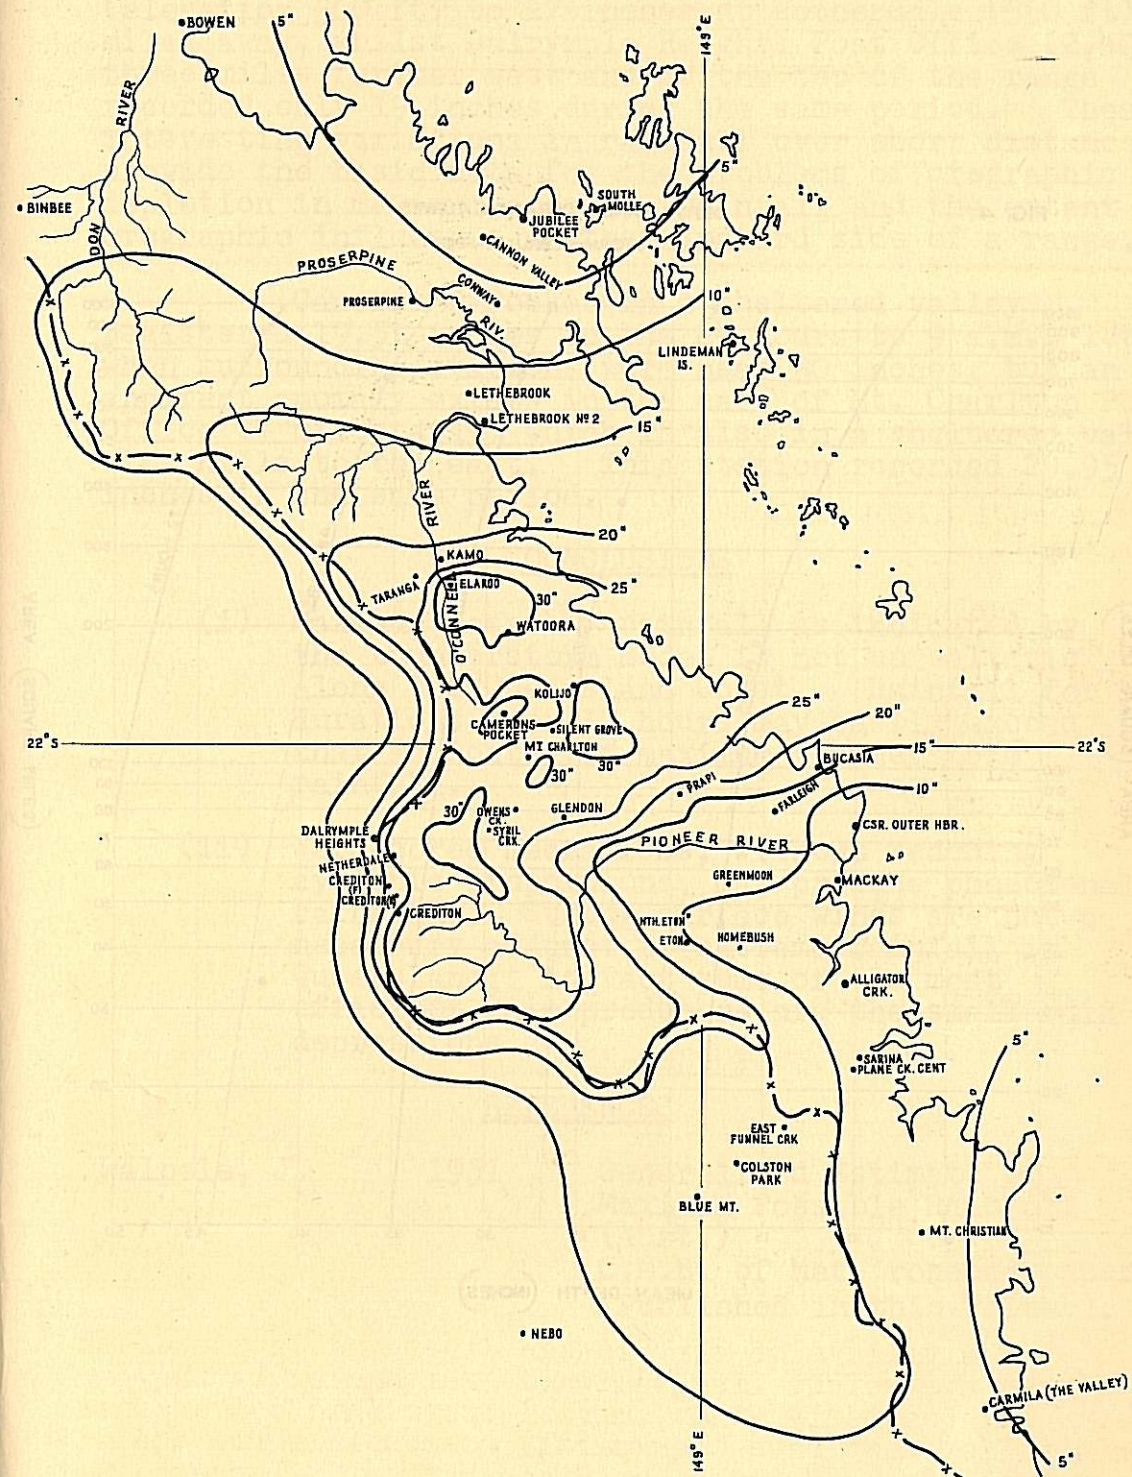 BOWEN
5"
149°E
RIVER
BINBEE
DON
5"
SOUTH
MOLLE
JUBILEE
POCKET
CANNON VALLEY
PROSERPINE
CONWAY
PROSERPINE
RIV.
10"
LINDEMAN
IS.
LETHEBROOK
LETHEBROOK Nº2
15"
RIVER
20"
KAMO
TARANGA
ELAROO
25"
30"
O'CONNELL
WATOORA
KOLIJO
CAMERONS
POCKET
SILENT GROVE
MT CHARLTON
30"
30"
25"
20"
22°S
15"
22°S
BUCASIA
PRAPI
10"
FARLEIGH
30"
OWENS
CK.
SYRIL
CRK.
GLENDON
CSR. OUTER HBR.
DALRYMPLE
HEIGHTS
PIONEER RIVER
NETHERDALE
CREDITON
(F)
CREDITON
CREDITON
GREENMOON
MACKAY
NTH.ETON
ETON
HOMEBUSH
ALLIGATOR
CRK.
5"
SARINA
PLANE CK. CENT
EAST
FUNNEL CRK
COLSTON
PARK
BLUE MT.
MT. CHRISTIAN
NEBO
CARMILA (THE VALLEY)
149°E
5"